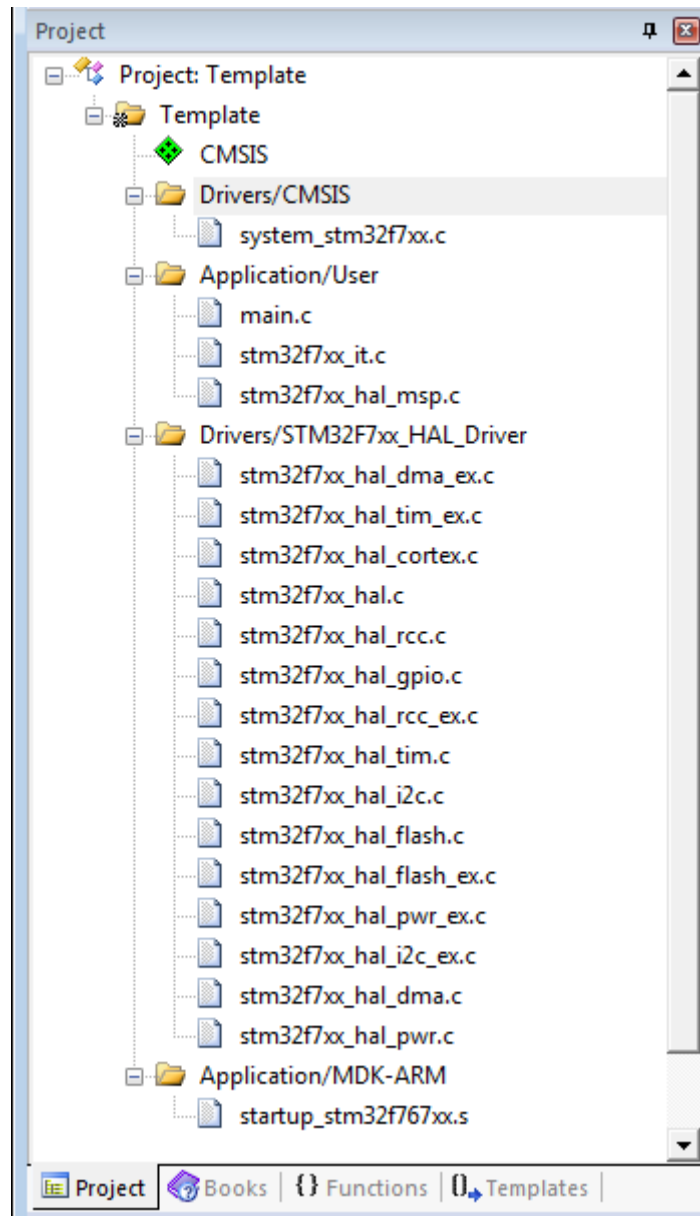 Project
Project: Template
Template
CMSIS
Drivers/CMSIS
system_stm32f7xx.c
Application/User
main.c
stm32f7xx_it.c
stm32f7xx_hal_msp.c
Drivers/STM32F7xx_HAL_Driver
stm32f7xx_hal_dma_ex.c
stm32f7xx_hal_tim_ex.c
stm32f7xx_hal_cortex.c
stm32f7xx_hal.c
stm32f7xx_hal_rcc.c
stm32f7xx_hal_gpio.c
stm32f7xx_hal_rcc_ex.c
stm32f7xx_hal_tim.c
stm32f7xx_hal_i2c.c
stm32f7xx_hal_flash.c
stm32f7xx_hal_flash_ex.c
stm32f7xx_hal_pwr_ex.c
stm32f7xx_hal_i2c_ex.c
stm32f7xx_hal_dma.c
stm32f7xx_hal_pwr.c
Application/MDK-ARM
startup_stm32f767xx.s
Project Books {} Functions 0 Templates